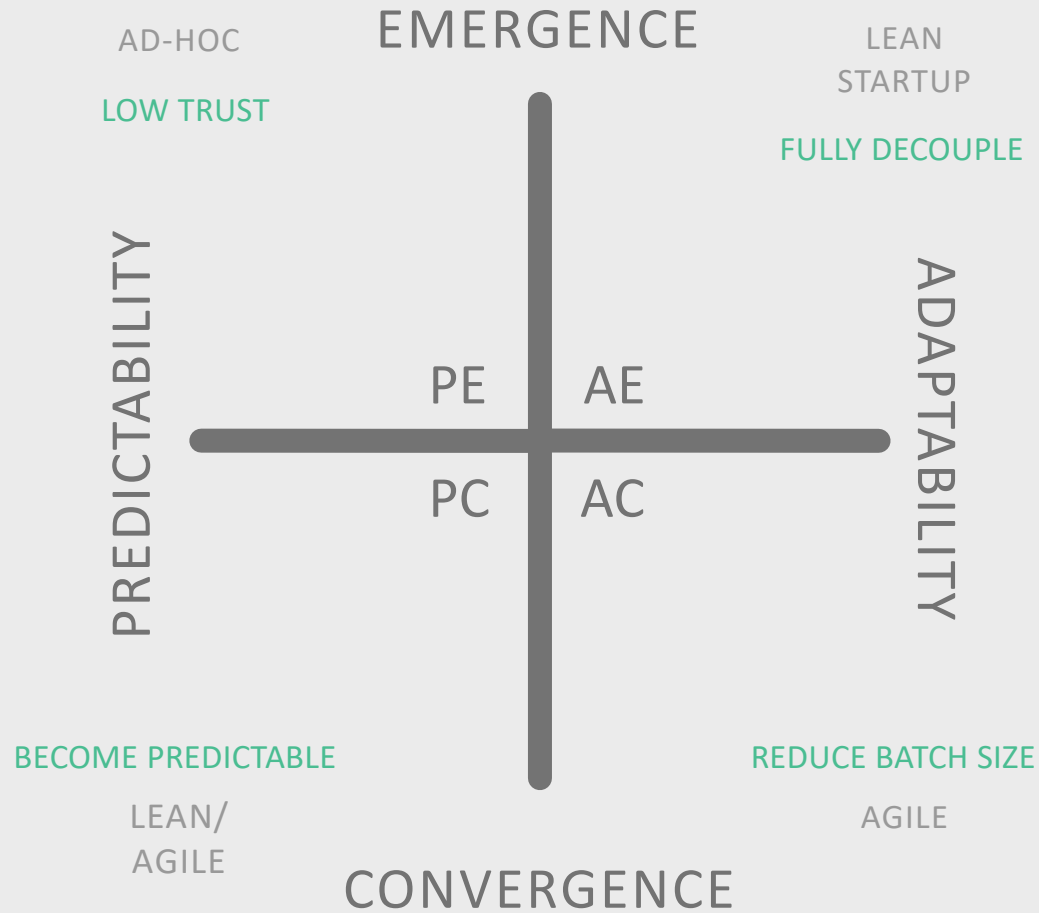 AD-HOC
EMERGENCE
LEAN
STARTUP
LOW TRUST
FULLY DECOUPLE
PREDICTABILITY
ADAPTABILITY
PE
AE
PC
AC
BECOME PREDICTABLE
REDUCE BATCH SIZE
LEAN/
AGILE
AGILE
CONVERGENCE